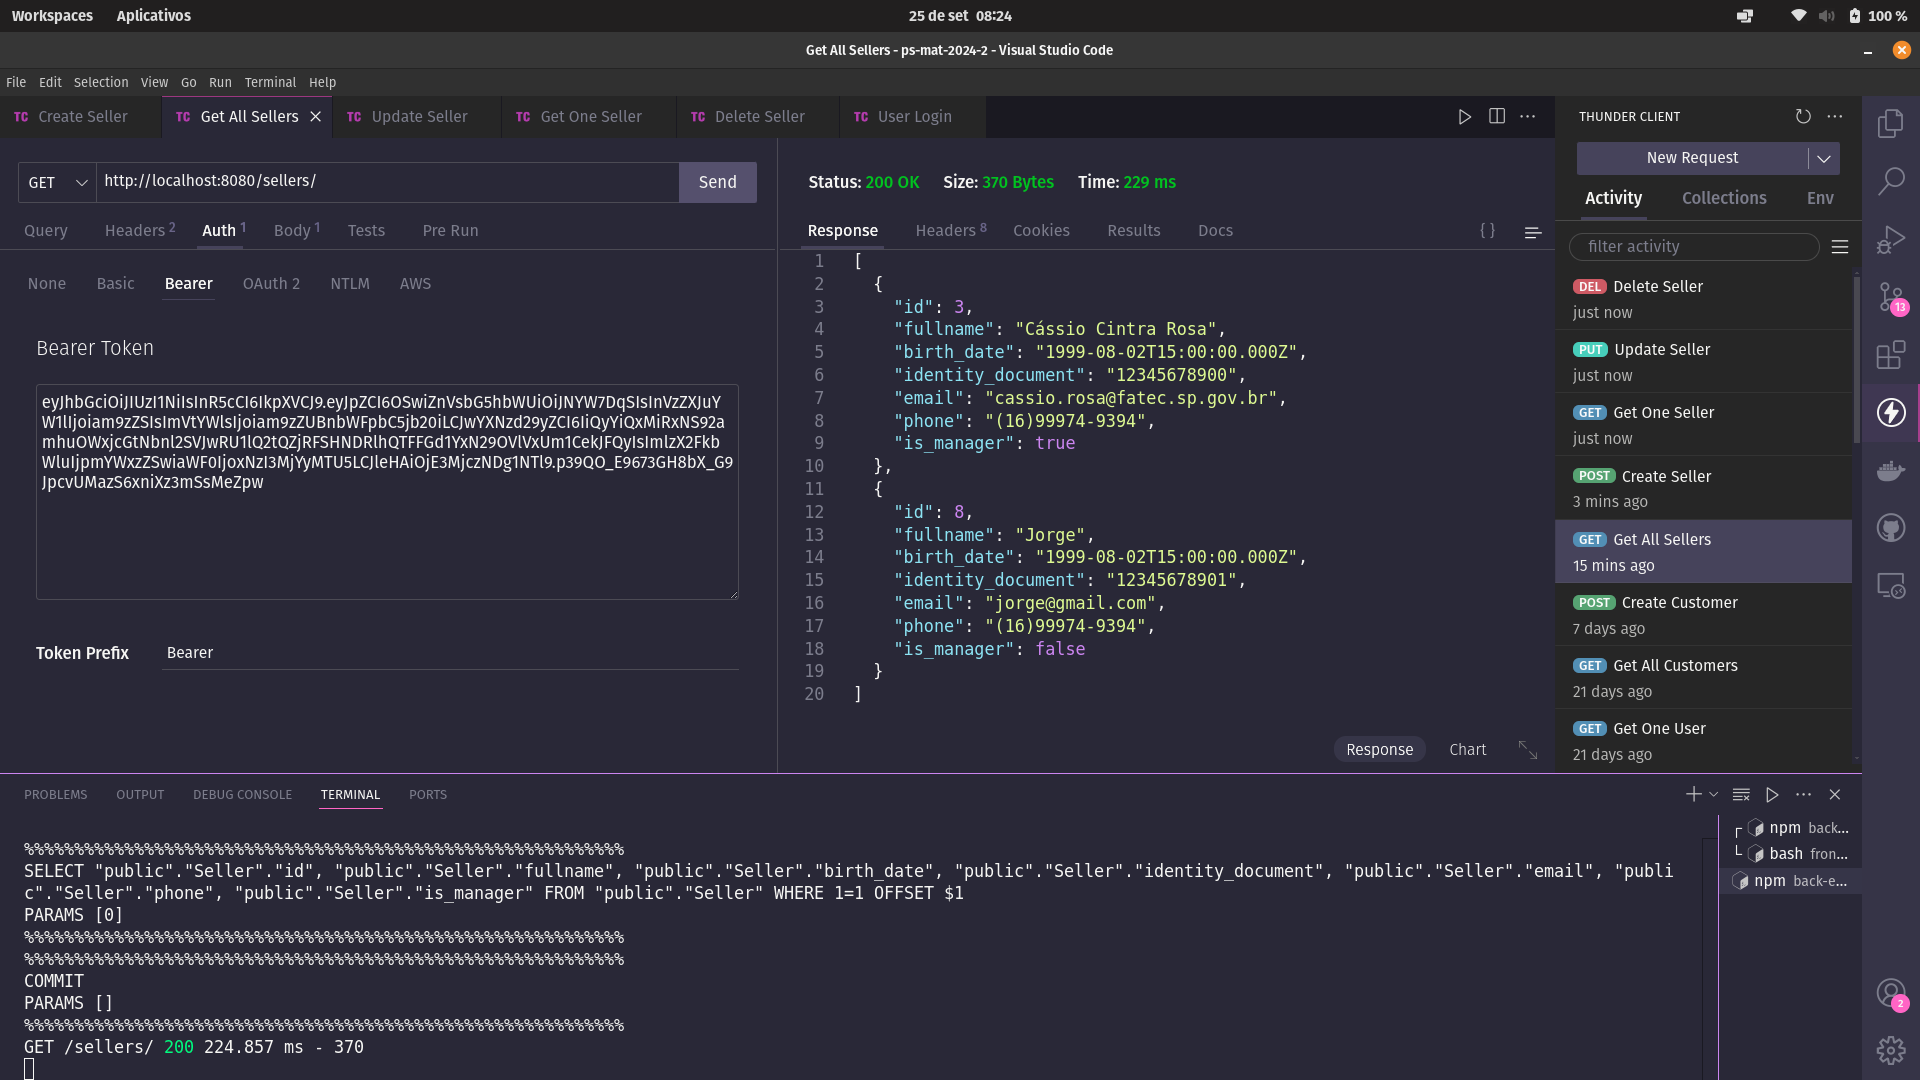 Workspaces Aplicativos 25 de set 08:24 100 %
Get All Sellers - ps-mat-2024-2 - Visual Studio Code
File Edit Selection View Go Run Terminal Help
TC Create Seller TC Get All Sellers TC Update Seller TC Get One Seller TC Delete Seller TC User Login
GET http://localhost:8080/sellers/ Send
Query Headers 2 Auth 1 Body 1 Tests Pre Run
None Basic Bearer OAuth 2 NTLM AWS
Bearer Token
Token Prefix Bearer
Status: 200 OK Size: 370 Bytes Time: 229 ms
Response Headers 8 Cookies Results Docs { }
1 [
2 {
3 "id": 3,
4 "fullname": "Cássio Cintra Rosa",
5 "birth_date": "1999-08-02T15:00:00.000Z",
6 "identity_document": "12345678900",
7 "email": "cassio.rosa@fatec.sp.gov.br",
8 "phone": "(16)99974-9394",
9 "is_manager": true
10 },
11 {
12 "id": 8,
13 "fullname": "Jorge",
14 "birth_date": "1999-08-02T15:00:00.000Z",
15 "identity_document": "12345678901",
16 "email": "jorge@gmail.com",
17 "phone": "(16)99974-9394",
18 "is_manager": false
19 }
20 ]
Response Chart
THUNDER CLIENT
New Request
Activity Collections Env
filter activity
DEL Delete Seller
just now
PUT Update Seller
just now
GET Get One Seller
just now
POST Create Seller
3 mins ago
GET Get All Sellers
15 mins ago
POST Create Customer
7 days ago
GET Get All Customers
21 days ago
GET Get One User
21 days ago
13
2
PROBLEMS OUTPUT DEBUG CONSOLE TERMINAL PORTS
%%%%%%%%%%%%%%%%%%%%%%%%%%%%%%%%%%%%%%%%%%%%%%%%%%%%%%%%%%%%
SELECT "public"."Seller"."id", "public"."Seller"."fullname", "public"."Seller"."birth_date", "public"."Seller"."identity_document", "public"."Seller"."email", "publi
c"."Seller"."phone", "public"."Seller"."is_manager" FROM "public"."Seller" WHERE 1=1 OFFSET $1
PARAMS [0]
%%%%%%%%%%%%%%%%%%%%%%%%%%%%%%%%%%%%%%%%%%%%%%%%%%%%%%%%%%%%
%%%%%%%%%%%%%%%%%%%%%%%%%%%%%%%%%%%%%%%%%%%%%%%%%%%%%%%%%%%%
COMMIT
PARAMS []
%%%%%%%%%%%%%%%%%%%%%%%%%%%%%%%%%%%%%%%%%%%%%%%%%%%%%%%%%%%%
GET /sellers/ 200 224.857 ms - 370
npm back...
bash fron...
npm back-e...